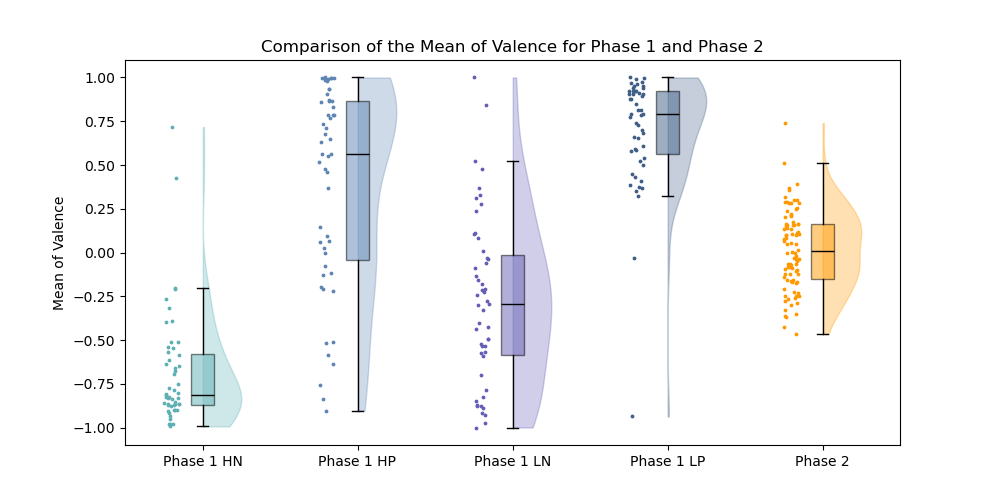 Comparison of the Mean of Valence for Phase 1 and Phase 2
Mean of Valence
1.00
0.75
0.50
0.25
0.00
−0.25
−0.50
−0.75
−1.00
Phase 1 HN
Phase 1 HP
Phase 1 LN
Phase 1 LP
Phase 2